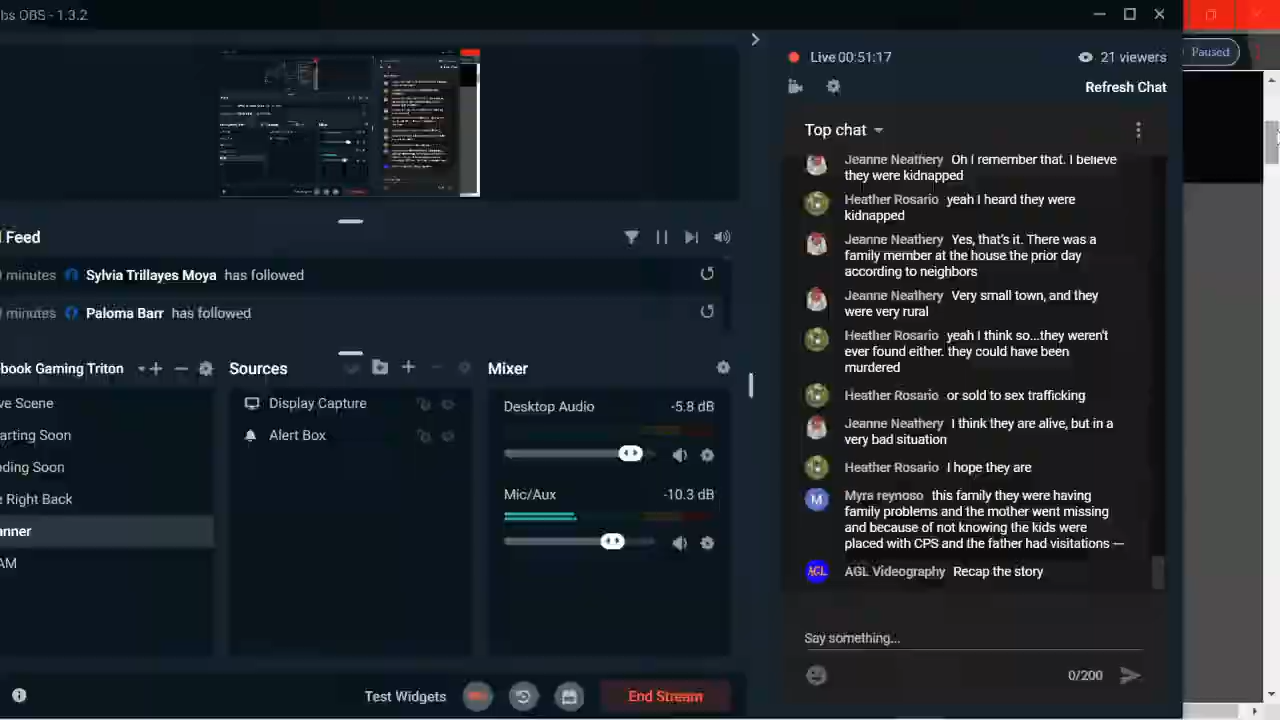 bs OBS - 1.3.2
Live 00:51:17
21 viewers
Paused
Refresh Chat
Jeanne Neathery Oh I remember that. I
they were kidnapped
Heather Rosario yeah I heard they were
kidnapped
Jeanne Neathery Yes, that's it. There was a
family member at the house the prior day
according to neighbors
Jeanne Neathery Very small town, and they
were very rural
Heather Rosario yeah I think so...they weren't
ever found either. they could have been
murdered
Heather Rosario or sold to sex trafficking
Jeanne Neathery I think they are alive, but in a
very bad situation
Heather Rosario I hope they are
M
Myra reynoso this family they were having
family problems and the mother went missing
and because of not knowing the kids were
placed with CPS and the father had visitations —
AGL
AGL Videography Recap the story
Say something...
0/200
Feed
minutes Sylvia Trillayes Moya has followed
minutes Paloma Barr has followed
book Gaming Triton
ve Scene
arting Soon
ding Soon
e Right Back
anner
AM
Sources
Display Capture
Alert Box
Mixer
Desktop Audio -5.8 dB
Mic/Aux -10.3 dB
Test Widgets
End Stream